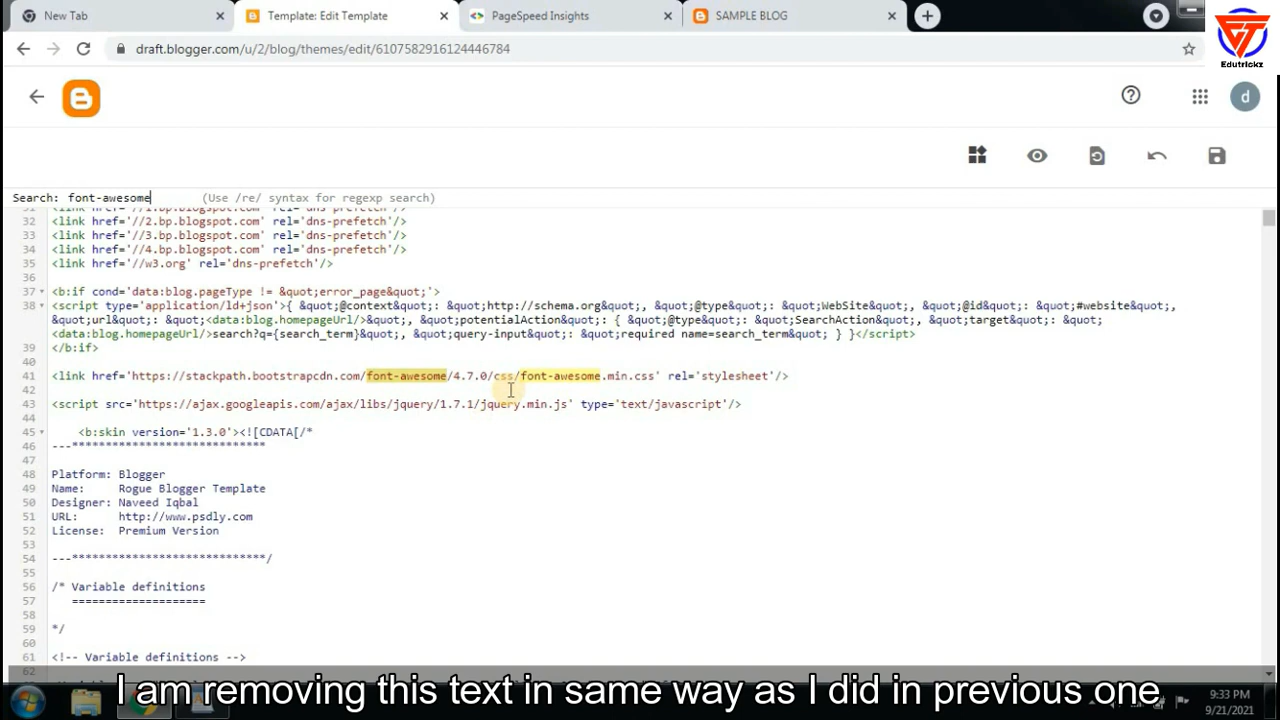 New Tab
Template: Edit Template
PageSpeed Insights
SAMPLE BLOG
draft.blogger.com/u/2/blog/themes/edit/6107582916124446784
Edutrickz
d
Search: font-awesome (Use /re/ syntax for regexp search)
31 <link href='//1.bp.blogspot.com' rel='dns-prefetch'/>
32 <link href='//2.bp.blogspot.com' rel='dns-prefetch'/>
33 <link href='//3.bp.blogspot.com' rel='dns-prefetch'/>
34 <link href='//4.bp.blogspot.com' rel='dns-prefetch'/>
35 <link href='//w3.org' rel='dns-prefetch'/>
36
37 <b:if cond='data:blog.pageType != &quot;error_page&quot;'>
38 <script type='application/ld+json'>{ &quot;@context&quot;: &quot;http://schema.org&quot;, &quot;@type&quot;: &quot;WebSite&quot;, &quot;@id&quot;: &quot;#website&quot;,
&quot;url&quot;: &quot;<data:blog.homepageUrl/>&quot;, &quot;potentialAction&quot;: { &quot;@type&quot;: &quot;SearchAction&quot;, &quot;target&quot;: &quot;
<data:blog.homepageUrl/>search?q={search_term}&quot;, &quot;query-input&quot;: &quot;required name=search_term&quot; } }</script>
39 </b:if>
40
41 <link href='https://stackpath.bootstrapcdn.com/font-awesome/4.7.0/css/font-awesome.min.css' rel='stylesheet'/>
42
43 <script src='https://ajax.googleapis.com/ajax/libs/jquery/1.7.1/jquery.min.js' type='text/javascript'/>
44
45 <b:skin version='1.3.0'><![CDATA[/*
46 ---*****************************
47
48 Platform: Blogger
49 Name: Rogue Blogger Template
50 Designer: Naveed Iqbal
51 URL: http://www.psdly.com
52 License: Premium Version
53
54 ---*****************************/
55
56 /* Variable definitions
57 ====================
58
59 */
60
61 <!-- Variable definitions -->
62
I am removing this text in same way as I did in previous one
9:33 PM
9/21/2021